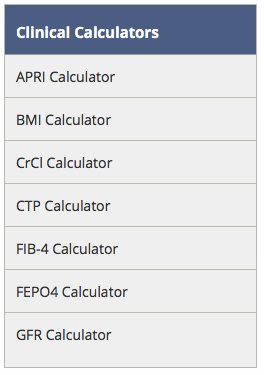 Clinical Calculators
APRI Calculator
BMI Calculator
CrCl Calculator
CTP Calculator
FIB-4 Calculator
FEPO4 Calculator
GFR Calculator